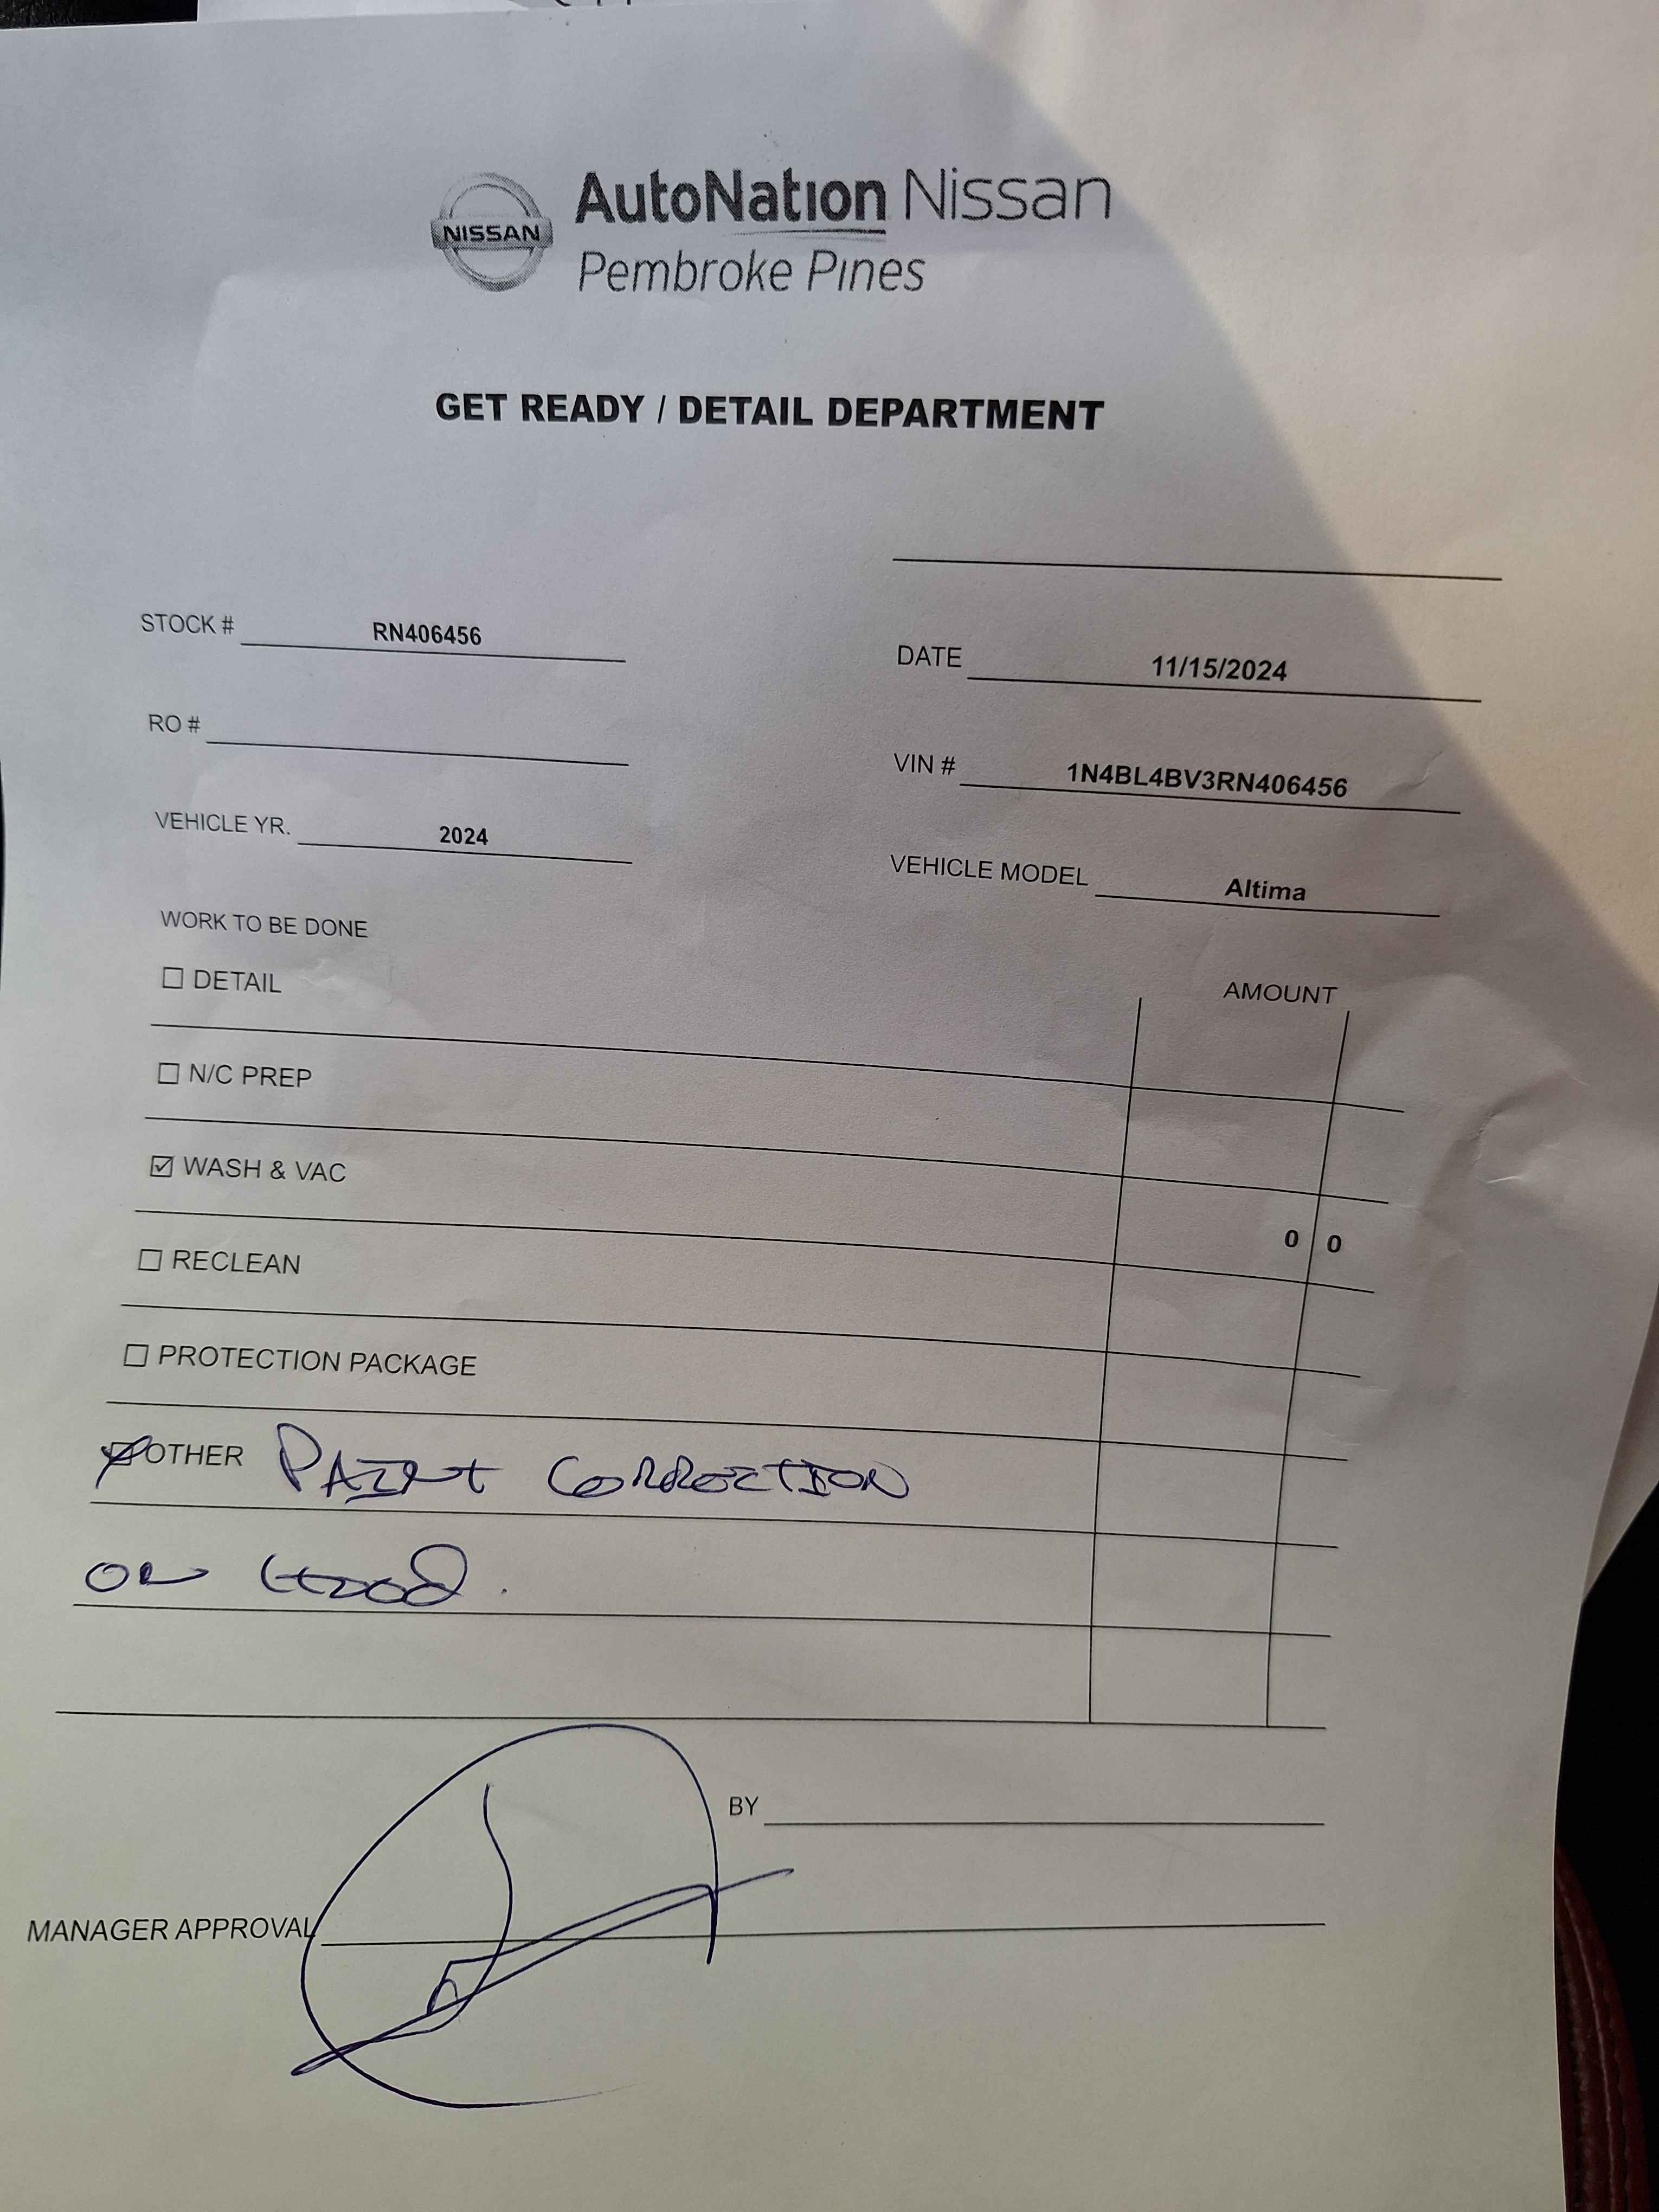 NISSAN
AutoNation Nissan
Pembroke Pines
GET READY / DETAIL DEPARTMENT
STOCK # RN406456
DATE 11/15/2024
RO #
VIN # 1N4BL4BV3RN406456
VEHICLE YR. 2024
VEHICLE MODEL Altima
WORK TO BE DONE
AMOUNT
☐ DETAIL
☐ N/C PREP
☑ WASH & VAC 0 0
☐ RECLEAN
☐ PROTECTION PACKAGE
☑ OTHER PAINT CORRECTION
ON HOOD.
BY
MANAGER APPROVAL